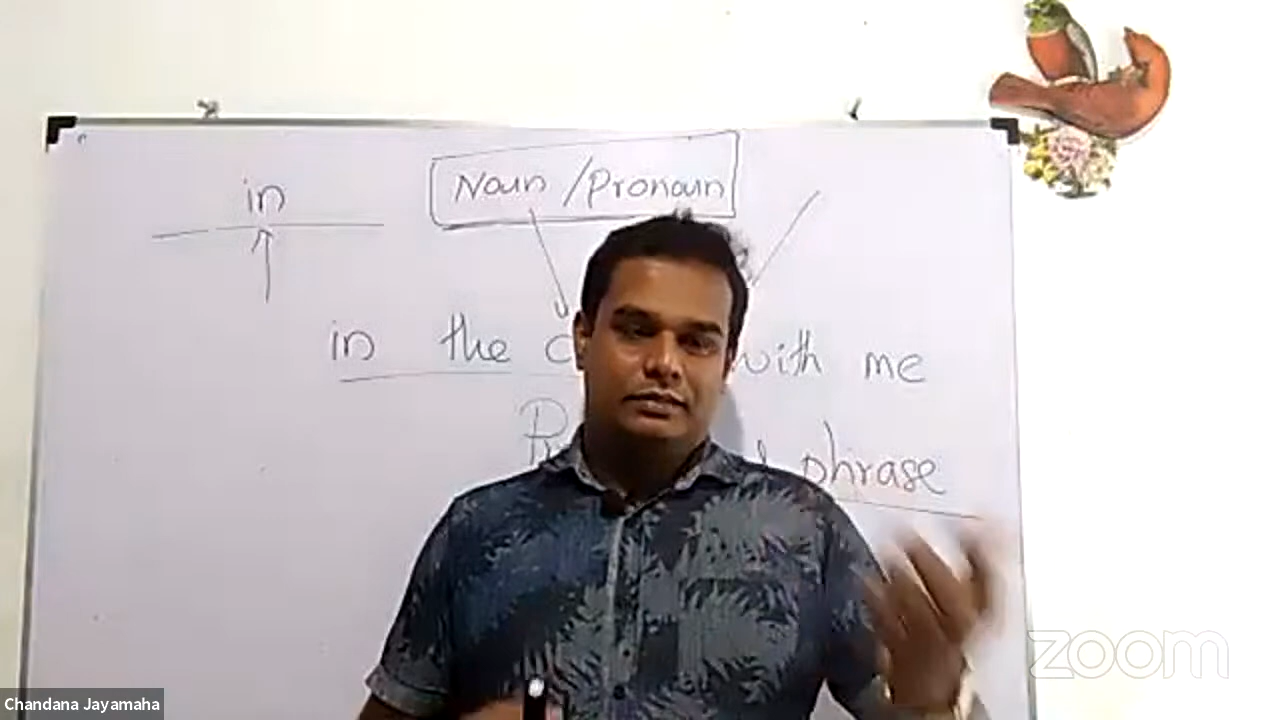 in
Noun / Pronoun
in the with me
phrase
zoom
Chandana Jayamaha